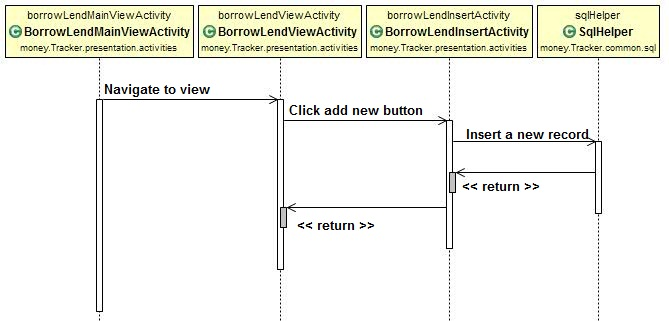 borrowLendMainViewActivity
BorrowLendMainViewActivity
money.Tracker.presentation.activities
borrowLendViewActivity
BorrowLendViewActivity
money.Tracker.presentation.activities
borrowLendInsertActivity
BorrowLendInsertActivity
money.Tracker.presentation.activities
sqlHelper
SqlHelper
money.Tracker.common.sql
Navigate to view
Click add new button
Insert a new record
<< return >>
<< return >>